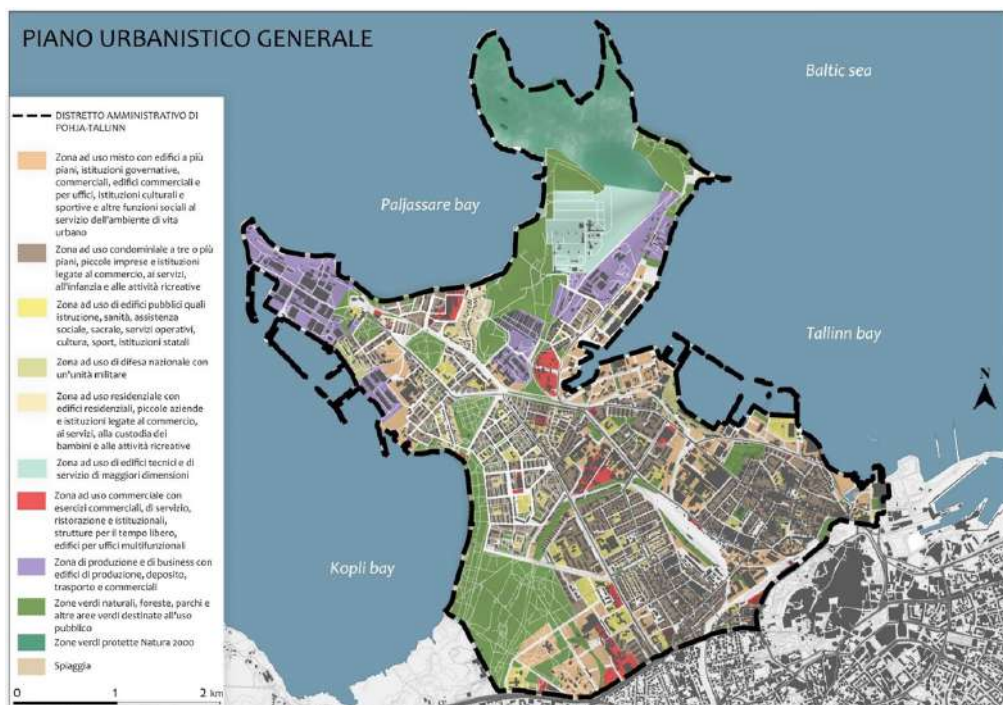 PIANO URBANISTICO GENERALE
DISTRETTO AMMINISTRATIVO DI
POHJA-TALLINN
Zona ad uso misto con edifici a più
piani, istituzioni governative,
commerciali, edifici commerciali e
per uffici, istituzioni culturali e
sportive e altre funzioni sociali al
servizio dell'ambiente di vita
urbano
Zona ad uso condominiale a tre o più
piani, piccole imprese e istituzioni
legate al commercio, ai servizi,
all'infanzia e alle attività ricreative
Zona ad uso di edifici pubblici quali
istruzione, sanità, assistenza
sociale, sacrale, servizi operativi,
cultura, sport, istituzioni statali
Zona ad uso di difesa nazionale con
un'unità militare
Zona ad uso residenziale con
edifici residenziali, piccole aziende
e istituzioni legate al commercio,
ai servizi, alla custodia dei
bambini e alle attività ricreative
Zona ad uso di edifici tecnici e di
servizio di maggiori dimensioni
Zona ad uso commerciale con
esercizi commerciali, di servizio,
ristorazione e istituzionali,
strutture per il tempo libero,
edifici per uffici multifunzionali
Zona di produzione e di business con
edifici di produzione, deposito,
trasporto e commerciali
Zone verdi naturali, foreste, parchi e
altre aree verdi destinate all'uso
pubblico
Zone verdi protette Natura 2000
Spiaggia
0 1 2 km
Baltic sea
Paljassare bay
Tallinn bay
N
Kopli bay